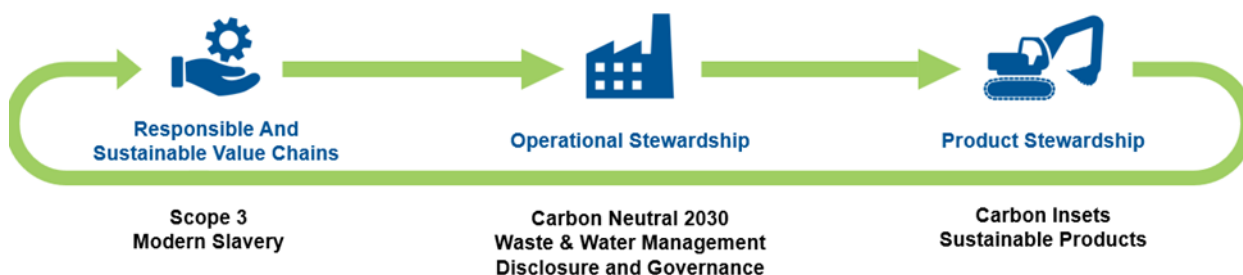 Responsible And
Sustainable Value Chains
Operational Stewardship
Product Stewardship
Scope 3
Modern Slavery
Carbon Neutral 2030
Waste & Water Management
Disclosure and Governance
Carbon Insets
Sustainable Products